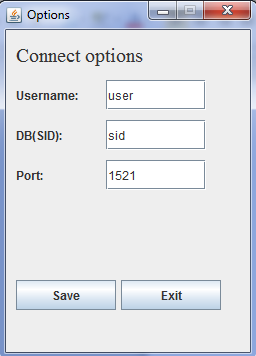 Options
Connect options
Username: user
DB(SID): sid
Port: 1521
Save Exit